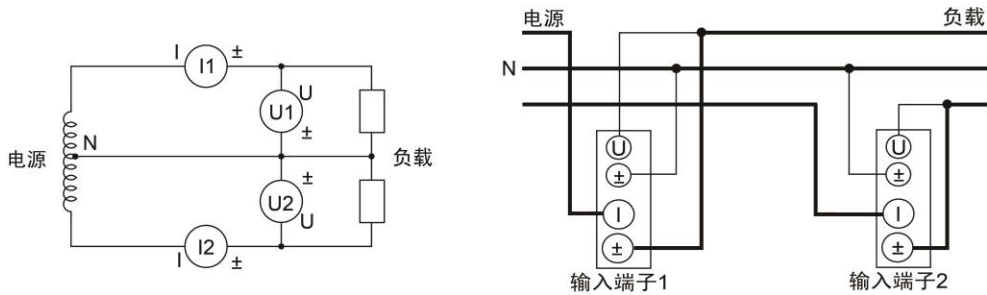 I I1 ±
U
U1
±
N
电源
负载
±
U2
U
I I2 ±
电源 负载
N
U U
± ±
I I
± ±
输入端子1 输入端子2